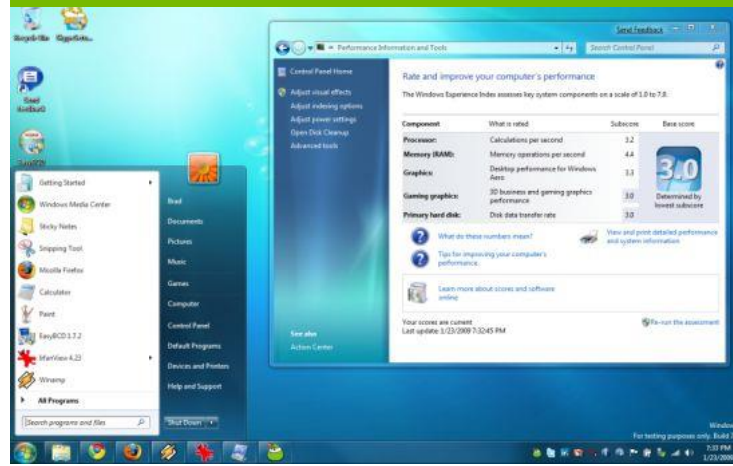 Send Feedback
Performance Information and Tools
Search Control Panel
Control Panel Home
Adjust visual effects
Adjust indexing options
Adjust power settings
Open Disk Cleanup
Advanced tools
See also
Action Center
Rate and improve your computer's performance
The Windows Experience Index assesses key system components on a scale of 1.0 to 7.9.
Component What is rated Subscore Base score
Processor: Calculations per second 3.2
Memory (RAM): Memory operations per second 4.4
Graphics: Desktop performance for Windows Aero 3.3
Gaming graphics: 3D business and gaming graphics performance 3.0
Primary hard disk: Disk data transfer rate 3.0
3.0
Determined by
lowest subscore
What do these numbers mean?
View and print detailed performance
and system information
Tips for improving your computer's
performance.
Learn more about scores and software
online
Your scores are current
Last update: 1/23/2009 7:32:45 PM
Re-run the assessment
Recycle Bin
Send
feedback
Getting Started
Windows Media Center
Sticky Notes
Snipping Tool
Mozilla Firefox
Calculator
Paint
EasyBCD 1.7.2
IrfanView 4.23
Winamp
All Programs
Search programs and files
Brad
Documents
Pictures
Music
Games
Computer
Control Panel
Default Programs
Devices and Printers
Help and Support
Shut Down
For testing purposes only. Build
7:33 PM
1/23/2009